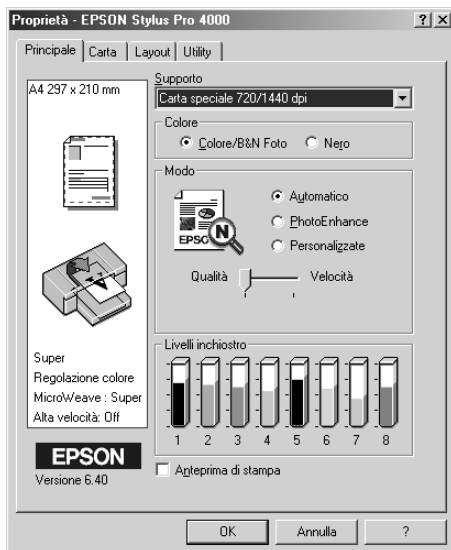 Proprietà - EPSON Stylus Pro 4000
? ×
Principale Carta Layout Utility
A4 297 x 210 mm
Super
Regolazione colore
MicroWeave : Super
Alta velocità: Off
EPSON
Versione 6.40
Supporto
Carta speciale 720/1440 dpi
Colore
Colore/B&N Foto Nero
Modo
EPSO N
Automatico
PhotoEnhance
Personalizzate
Qualità Velocità
Livelli inchiostro
1 2 3 4 5 6 7 8
Anteprima di stampa
OK Annulla ?